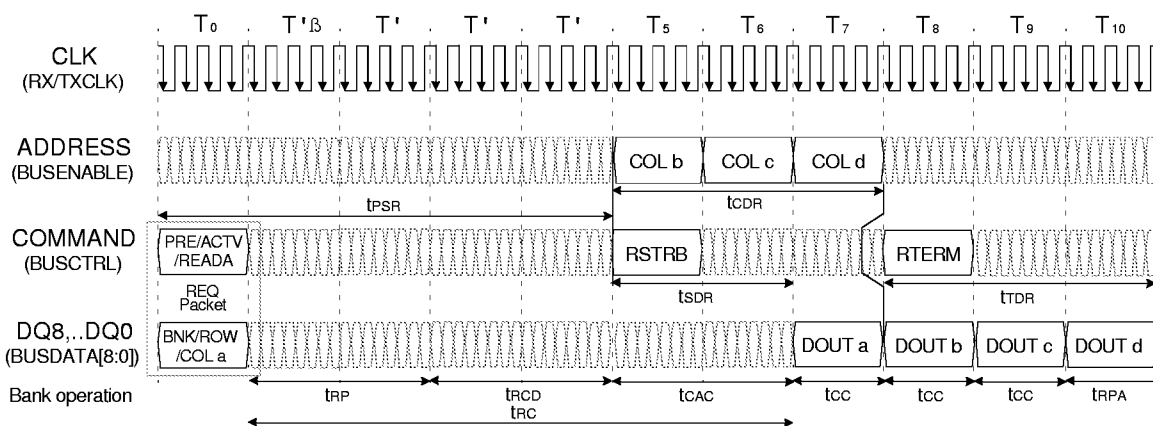 T0 T'ß T' T' T' T5 T6 T7 T8 T9 T10
CLK
(RX/TXCLK)
ADDRESS
(BUSENABLE)
COL b COL c COL d
tPSR tCDR
COMMAND
(BUSCTRL)
PRE/ACTV
/READA
RSTRB RTERM
REQ
Packet
tSDR tTDR
DQ8,..DQ0
(BUSDATA[8:0])
BNK/ROW
/COL a
DOUT a DOUT b DOUT c DOUT d
Bank operation
tRP tRCD tCAC tCC tCC tCC tRPA
tRC